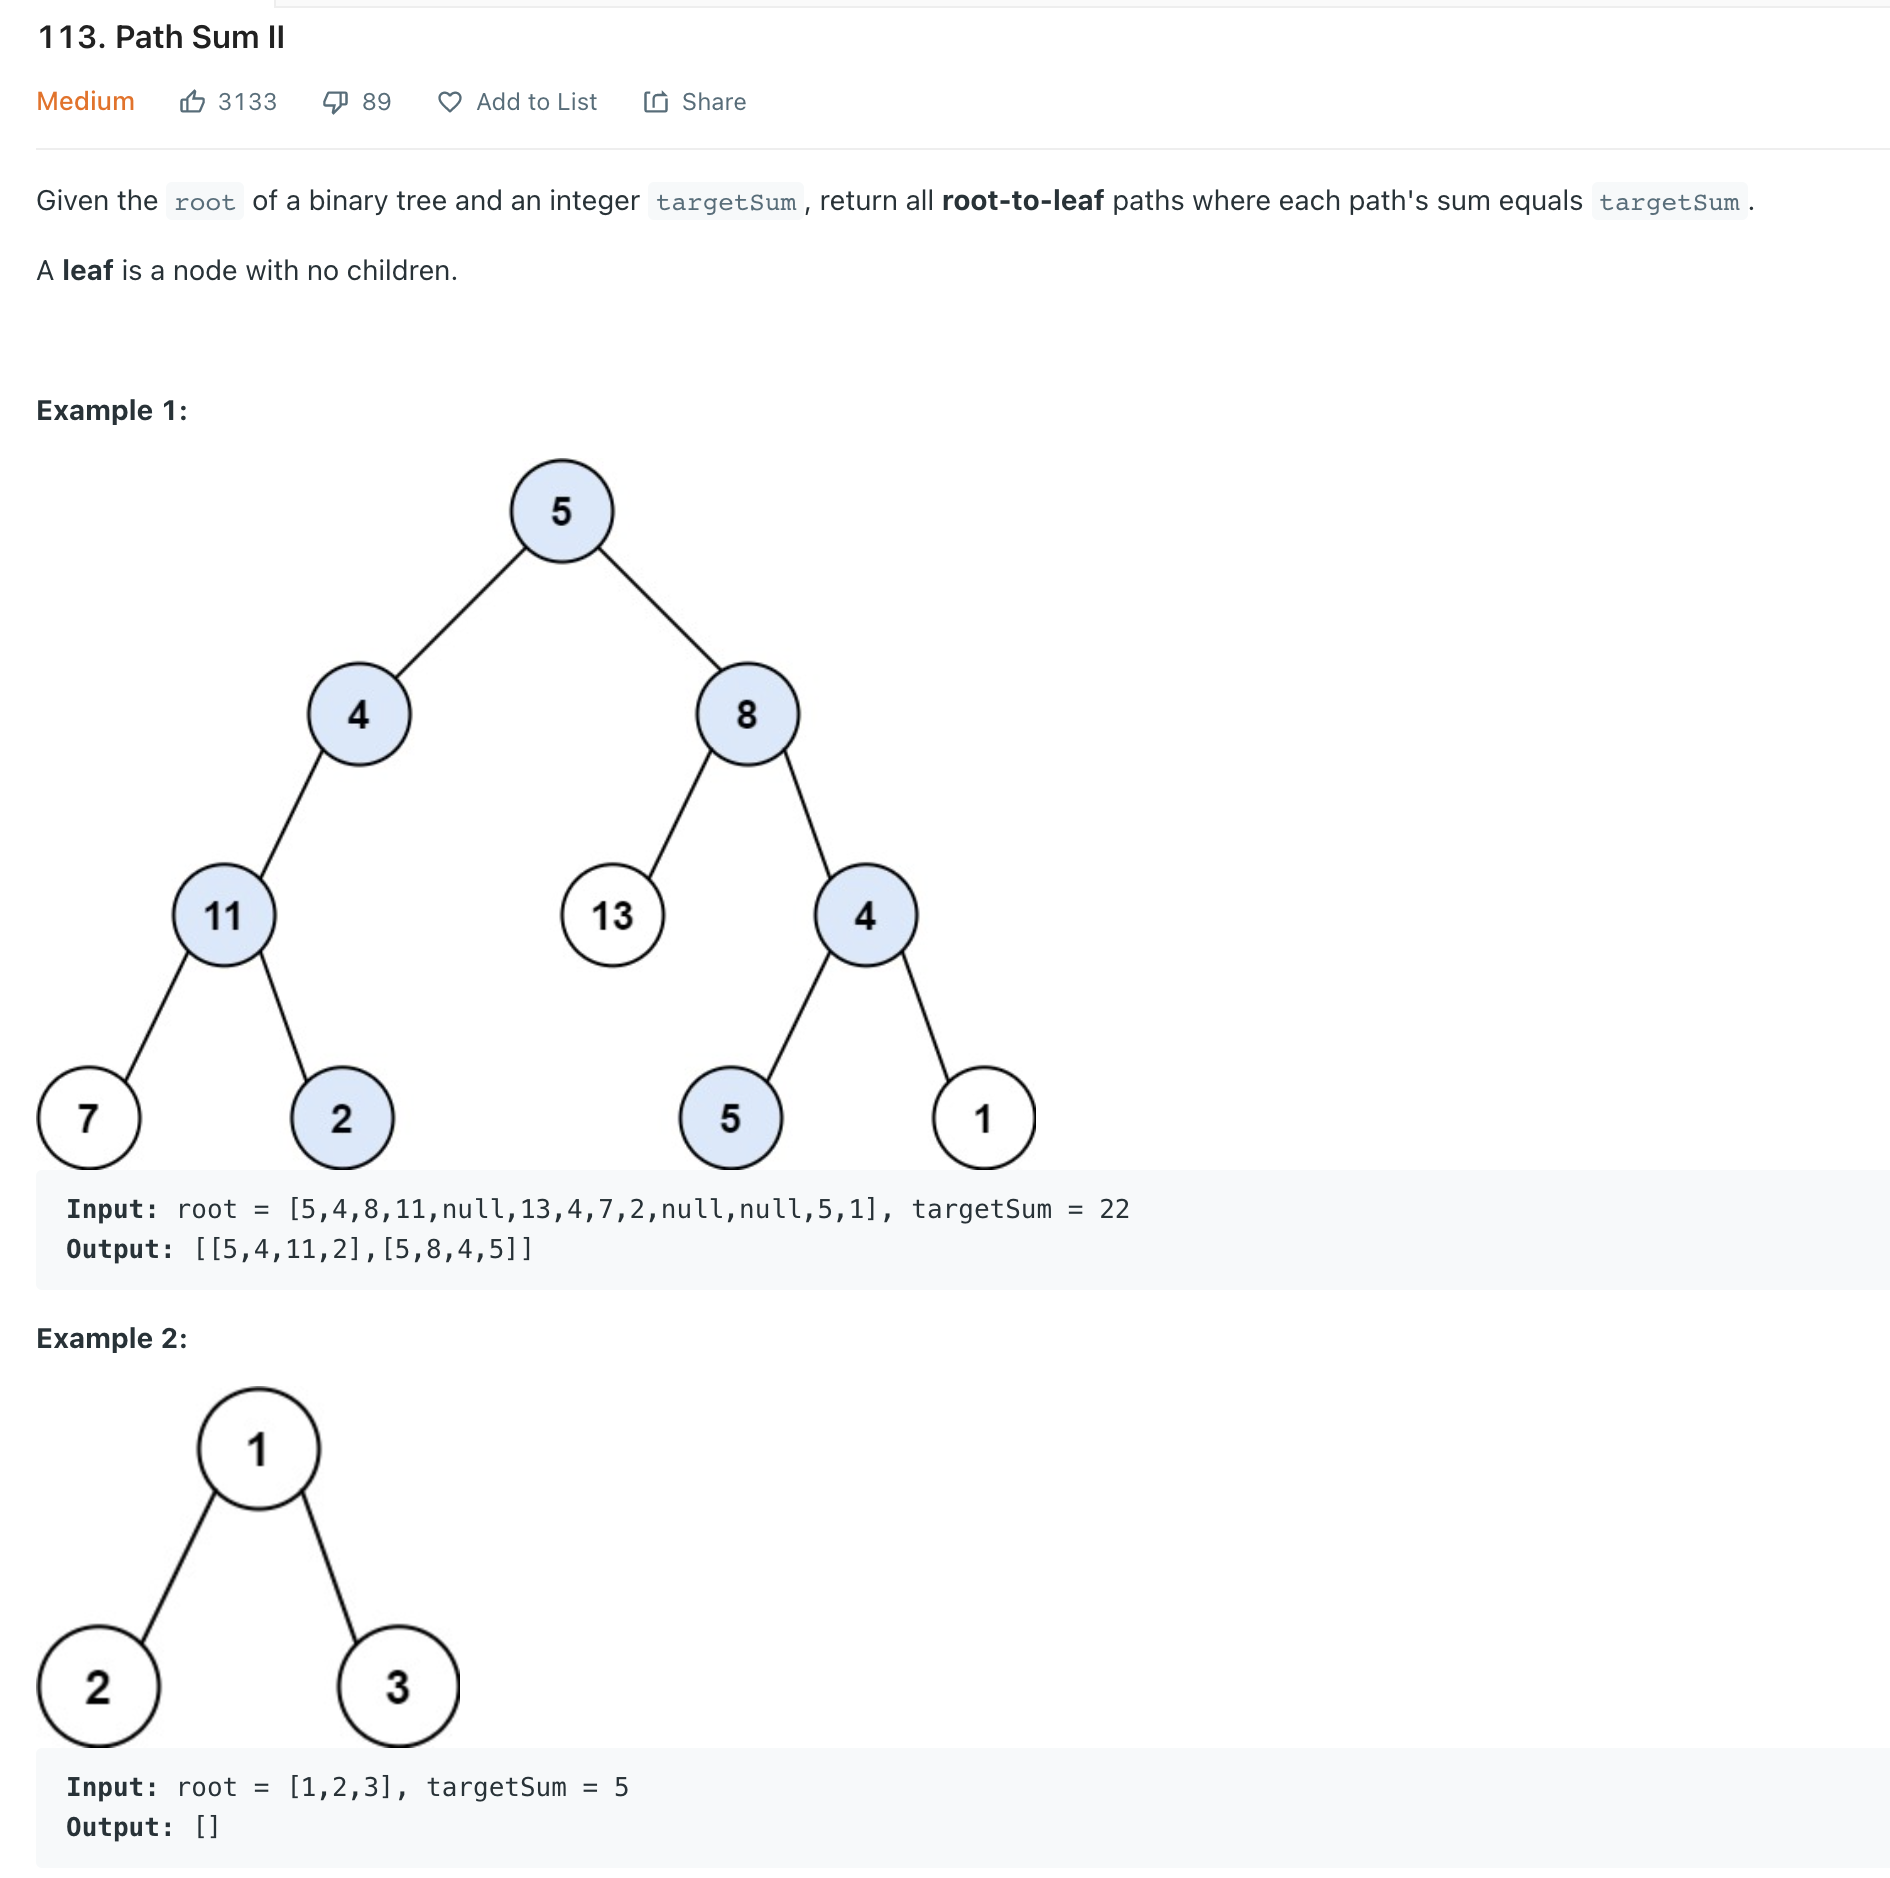 113. Path Sum II
Medium 3133 89 Add to List Share
Given the root of a binary tree and an integer targetSum, return all root-to-leaf paths where each path's sum equals targetSum.
A leaf is a node with no children.
Example 1:
5
4 8
11 13 4
7 2 5 1
Input: root = [5,4,8,11,null,13,4,7,2,null,null,5,1], targetSum = 22
Output: [[5,4,11,2],[5,8,4,5]]
Example 2:
1
2 3
Input: root = [1,2,3], targetSum = 5
Output: []